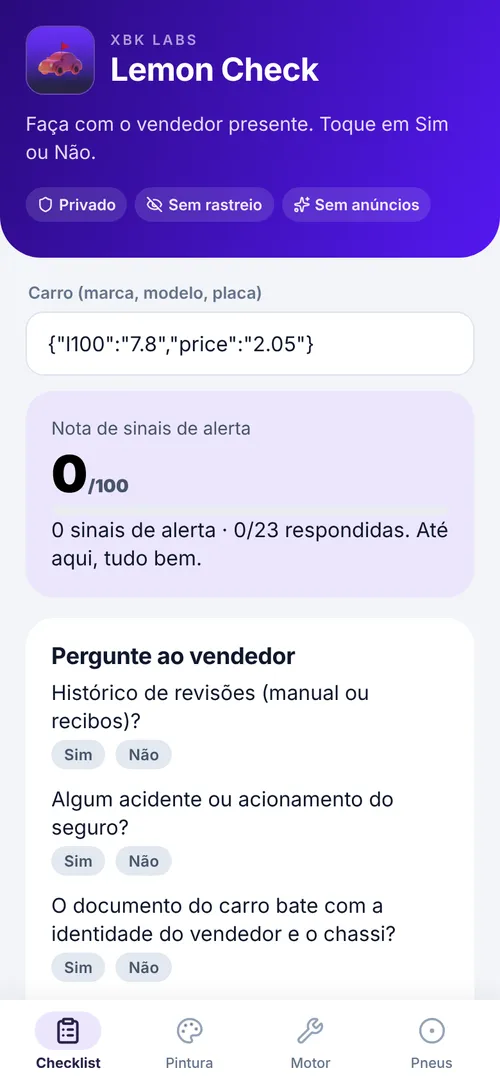 XBK LABS
Lemon Check
Faça com o vendedor presente. Toque em Sim
ou Não.
Privado
Sem rastreio
Sem anúncios
Carro (marca, modelo, placa)
{"l100":"7.8","price":"2.05"}
Nota de sinais de alerta
0/100
0 sinais de alerta · 0/23 respondidas. Até
aqui, tudo bem.
Pergunte ao vendedor
Histórico de revisões (manual ou
recibos)?
Sim
Não
Algum acidente ou acionamento do
seguro?
Sim
Não
O documento do carro bate com a
identidade do vendedor e o chassi?
Sim
Não
Checklist
Pintura
Motor
Pneus